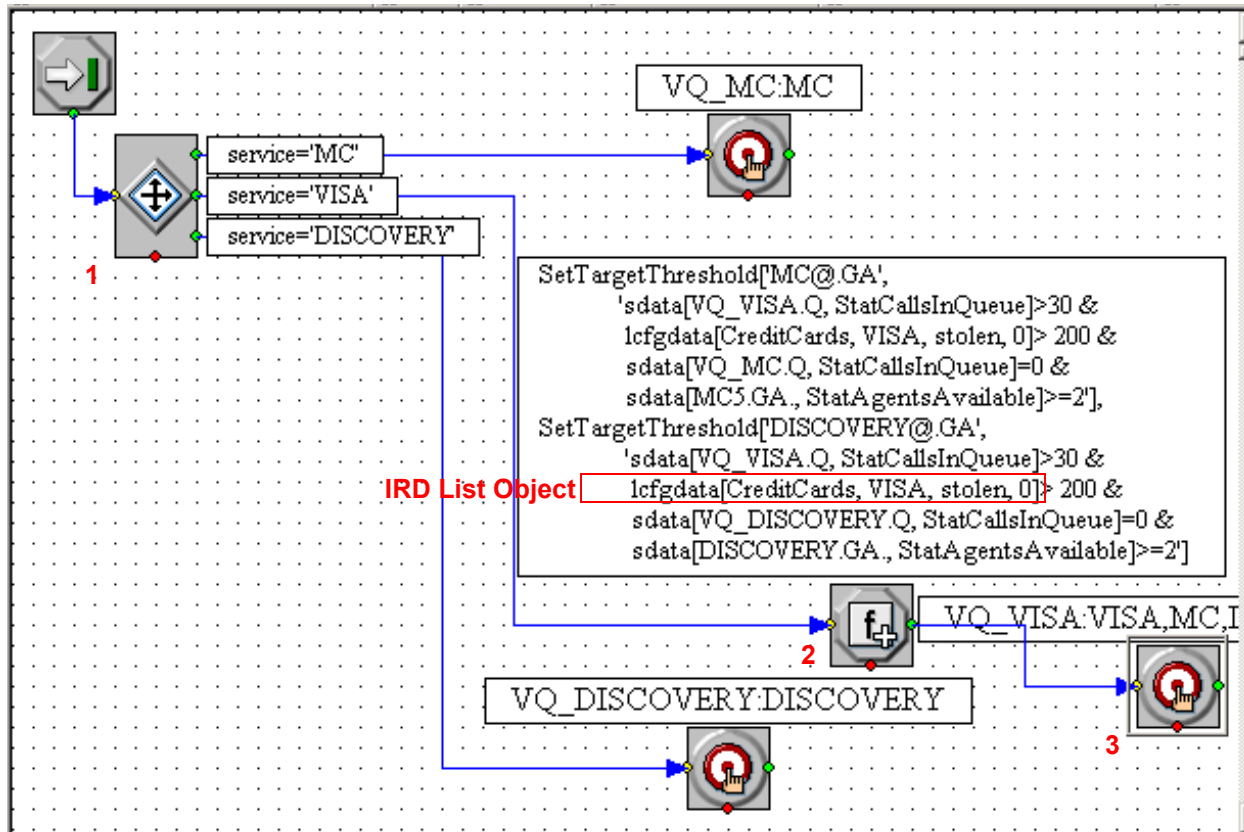 VQ_MC:MC
service='MC'
service='VISA'
service='DISCOVERY'
1
SetTargetThreshold['MC@.GA',
'sdata[VQ_VISA.Q, StatCallsInQueue]>30 &
lcfgdata[CreditCards, VISA, stolen, 0]> 200 &
sdata[VQ_MC.Q, StatCallsInQueue]=0 &
sdata[MC5.GA., StatAgentsAvailable]>=2'],
SetTargetThreshold['DISCOVERY@.GA',
'sdata[VQ_VISA.Q, StatCallsInQueue]>30 &
IRD List Object
lcfgdata[CreditCards, VISA, stolen, 0]> 200 &
sdata[VQ_DISCOVERY.Q, StatCallsInQueue]=0 &
sdata[DISCOVERY.GA., StatAgentsAvailable]>=2']
f
VQ_VISA:VISA,MC,
2
VQ_DISCOVERY:DISCOVERY
3